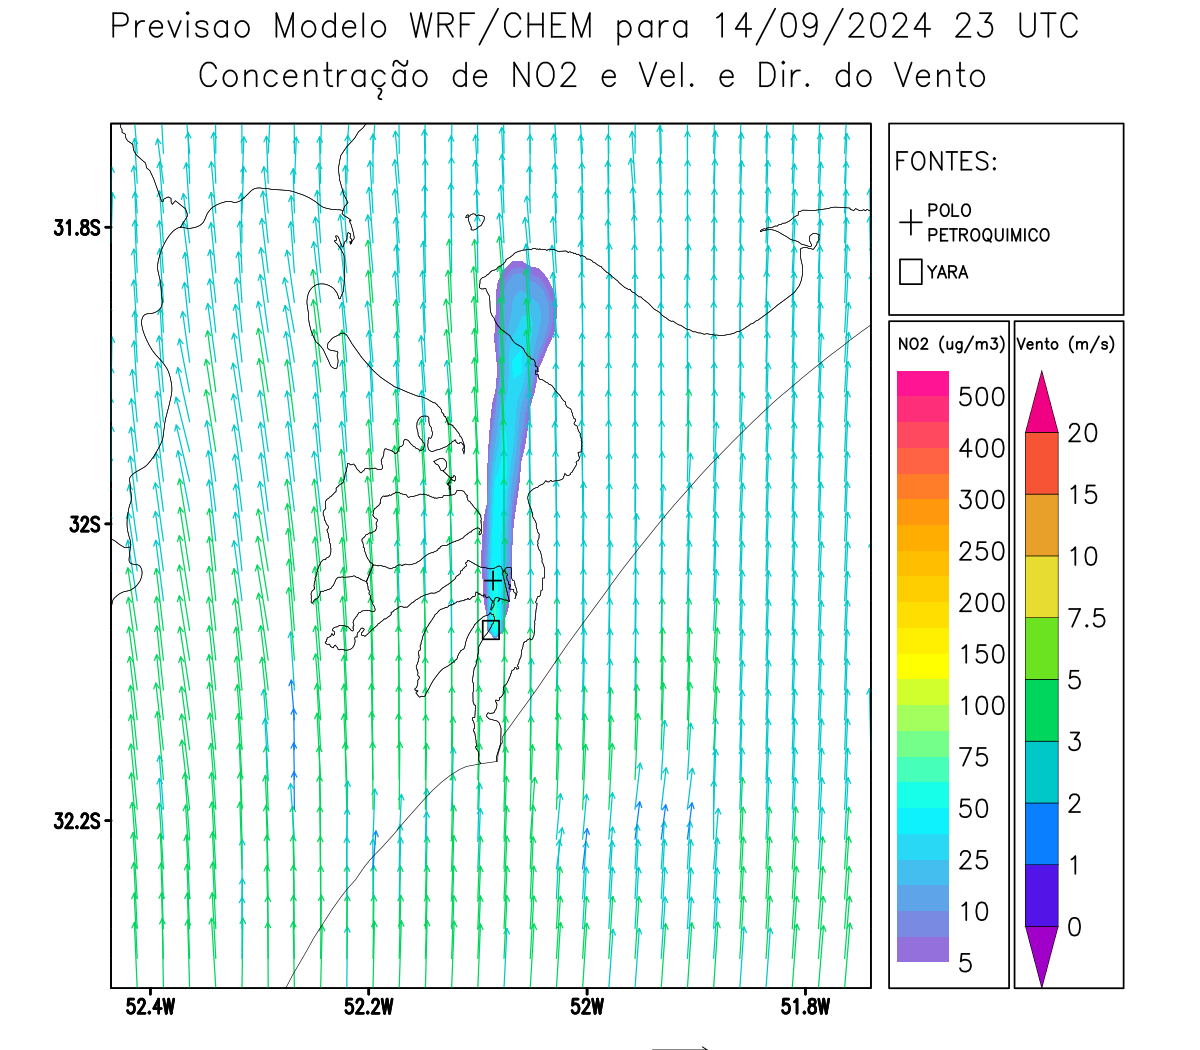 Previsao Modelo WRF/CHEM para 14/09/2024 23 UTC
Concentração de NO2 e Vel. e Dir. do Vento
FONTES:
POLO
PETROQUIMICO
YARA
NO2 (ug/m3)
500
400
300
250
200
150
100
75
50
25
10
5
Vento (m/s)
20
15
10
7.5
5
3
2
1
0
31.8S
32S
32.2S
52.4W
52.2W
52W
51.8W